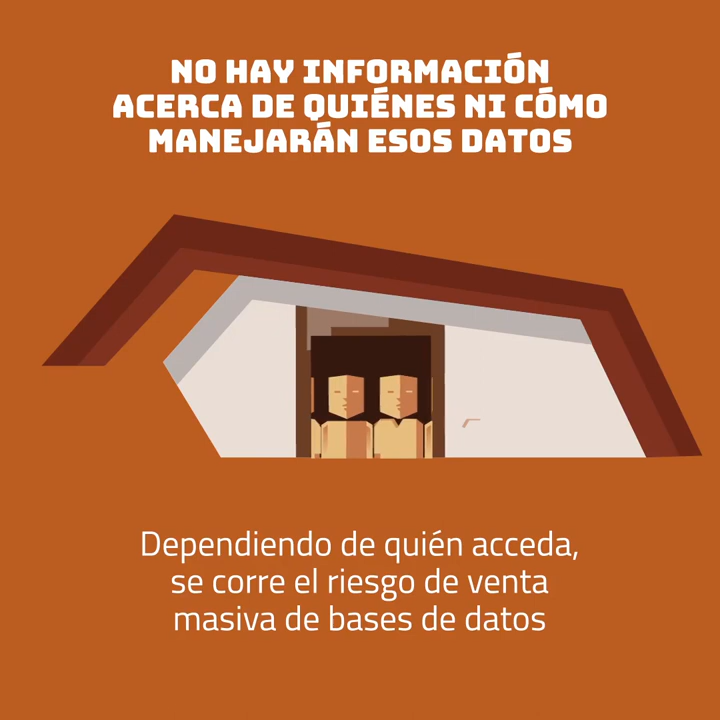 NO HAY INFORMACIÓN
ACERCA DE QUIÉNES NI CÓMO
MANEJARÁN ESOS DATOS
Dependiendo de quién acceda,
se corre el riesgo de venta
masiva de bases de datos